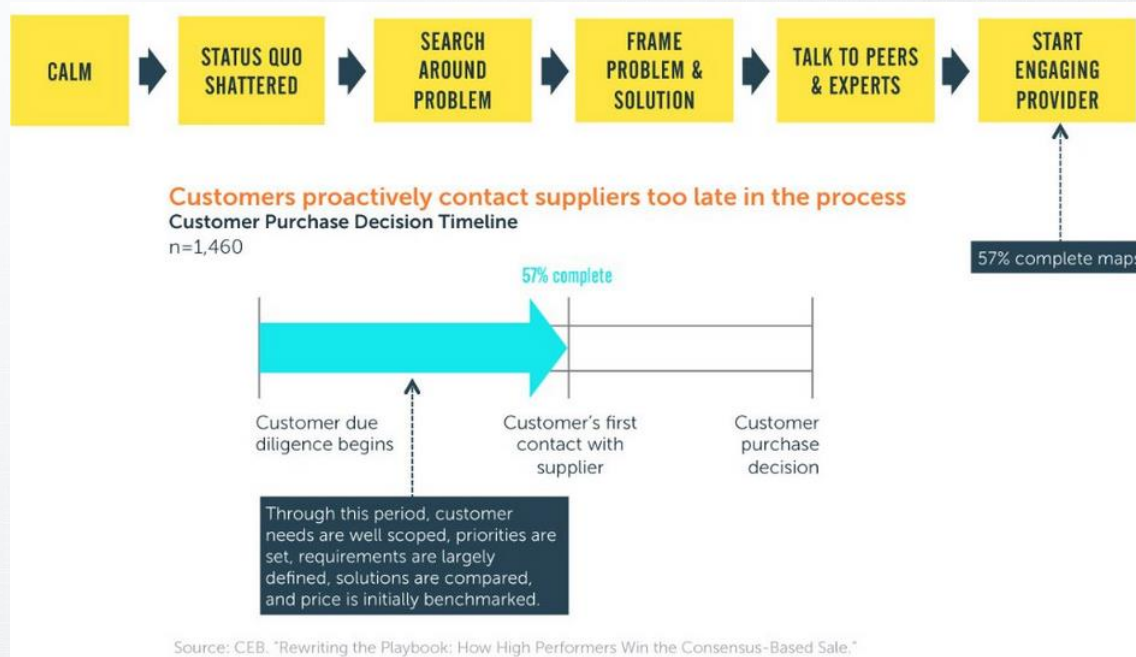 CALM
STATUS QUO
SHATTERED
SEARCH
AROUND
PROBLEM
FRAME
PROBLEM &
SOLUTION
TALK TO PEERS
& EXPERTS
START
ENGAGING
PROVIDER
Customers proactively contact suppliers too late in the process
Customer Purchase Decision Timeline
n=1,460
57% complete maps
57% complete
Customer due
diligence begins
Customer's first
contact with
supplier
Customer
purchase
decision
Through this period, customer
needs are well scoped, priorities are
set, requirements are largely
defined, solutions are compared,
and price is initially benchmarked.
Source: CEB. "Rewriting the Playbook: How High Performers Win the Consensus-Based Sale."